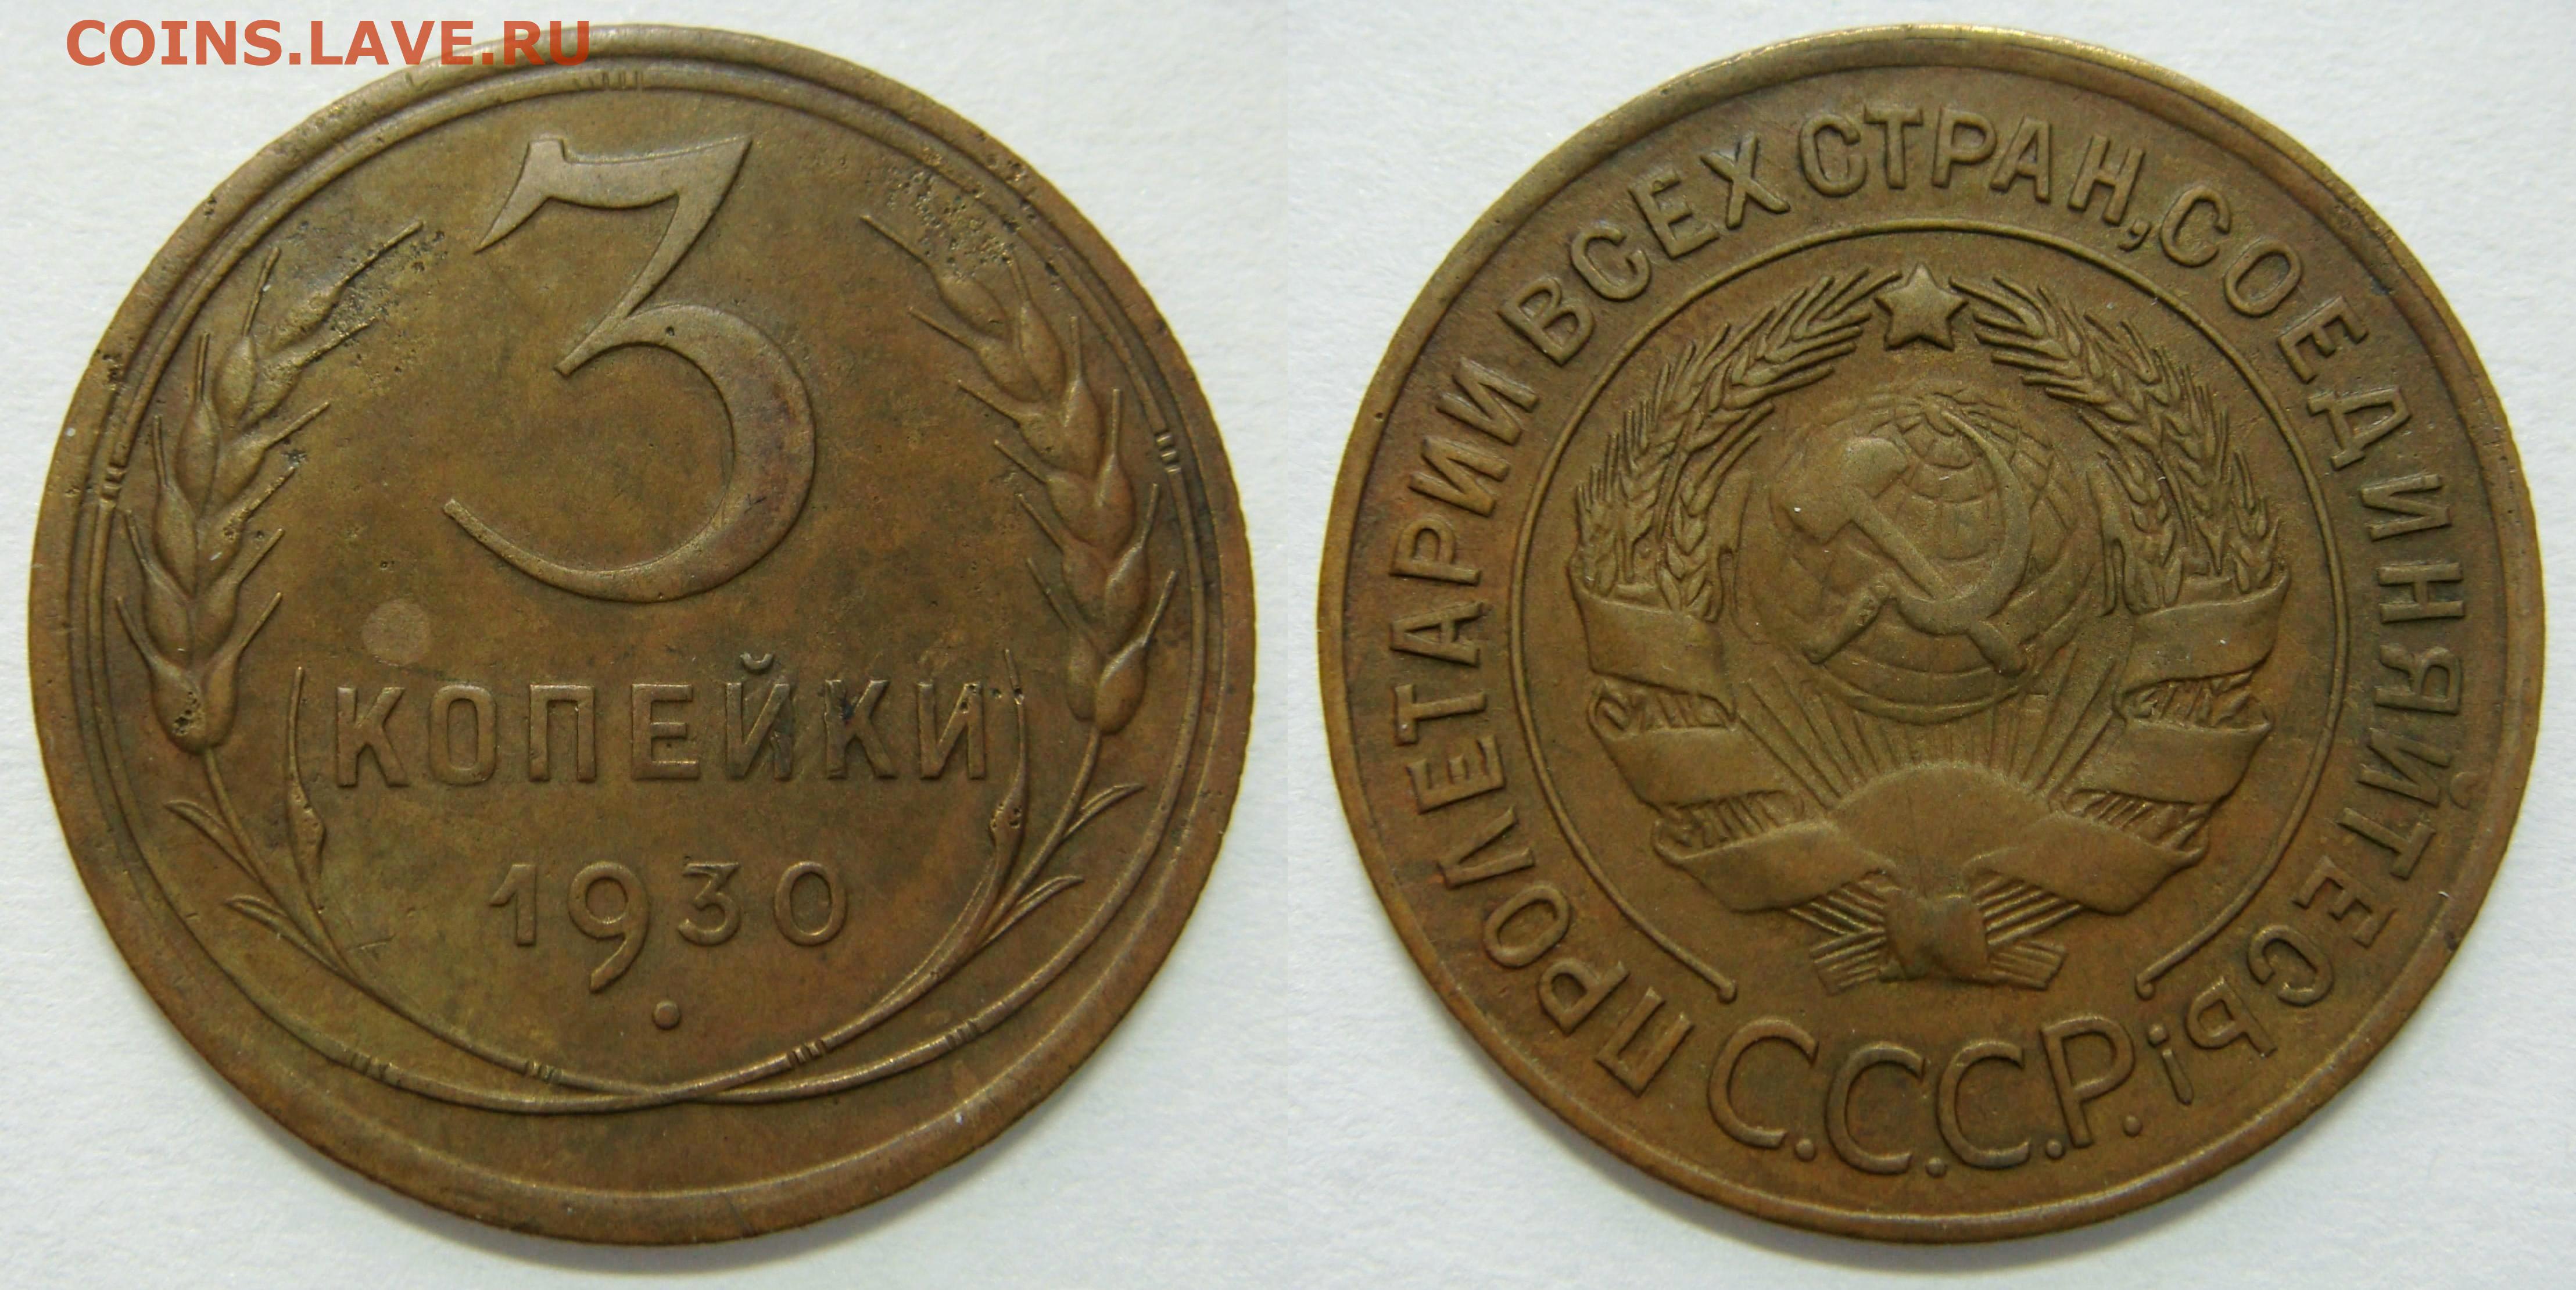 COINS.LAVE.RU
3
КОПЕЙКИ
1930
ПРОЛЕТАРИИ ВСЕХ СТРАН, СОЕДИНЯЙТЕСЬ!
С.С.С.Р.